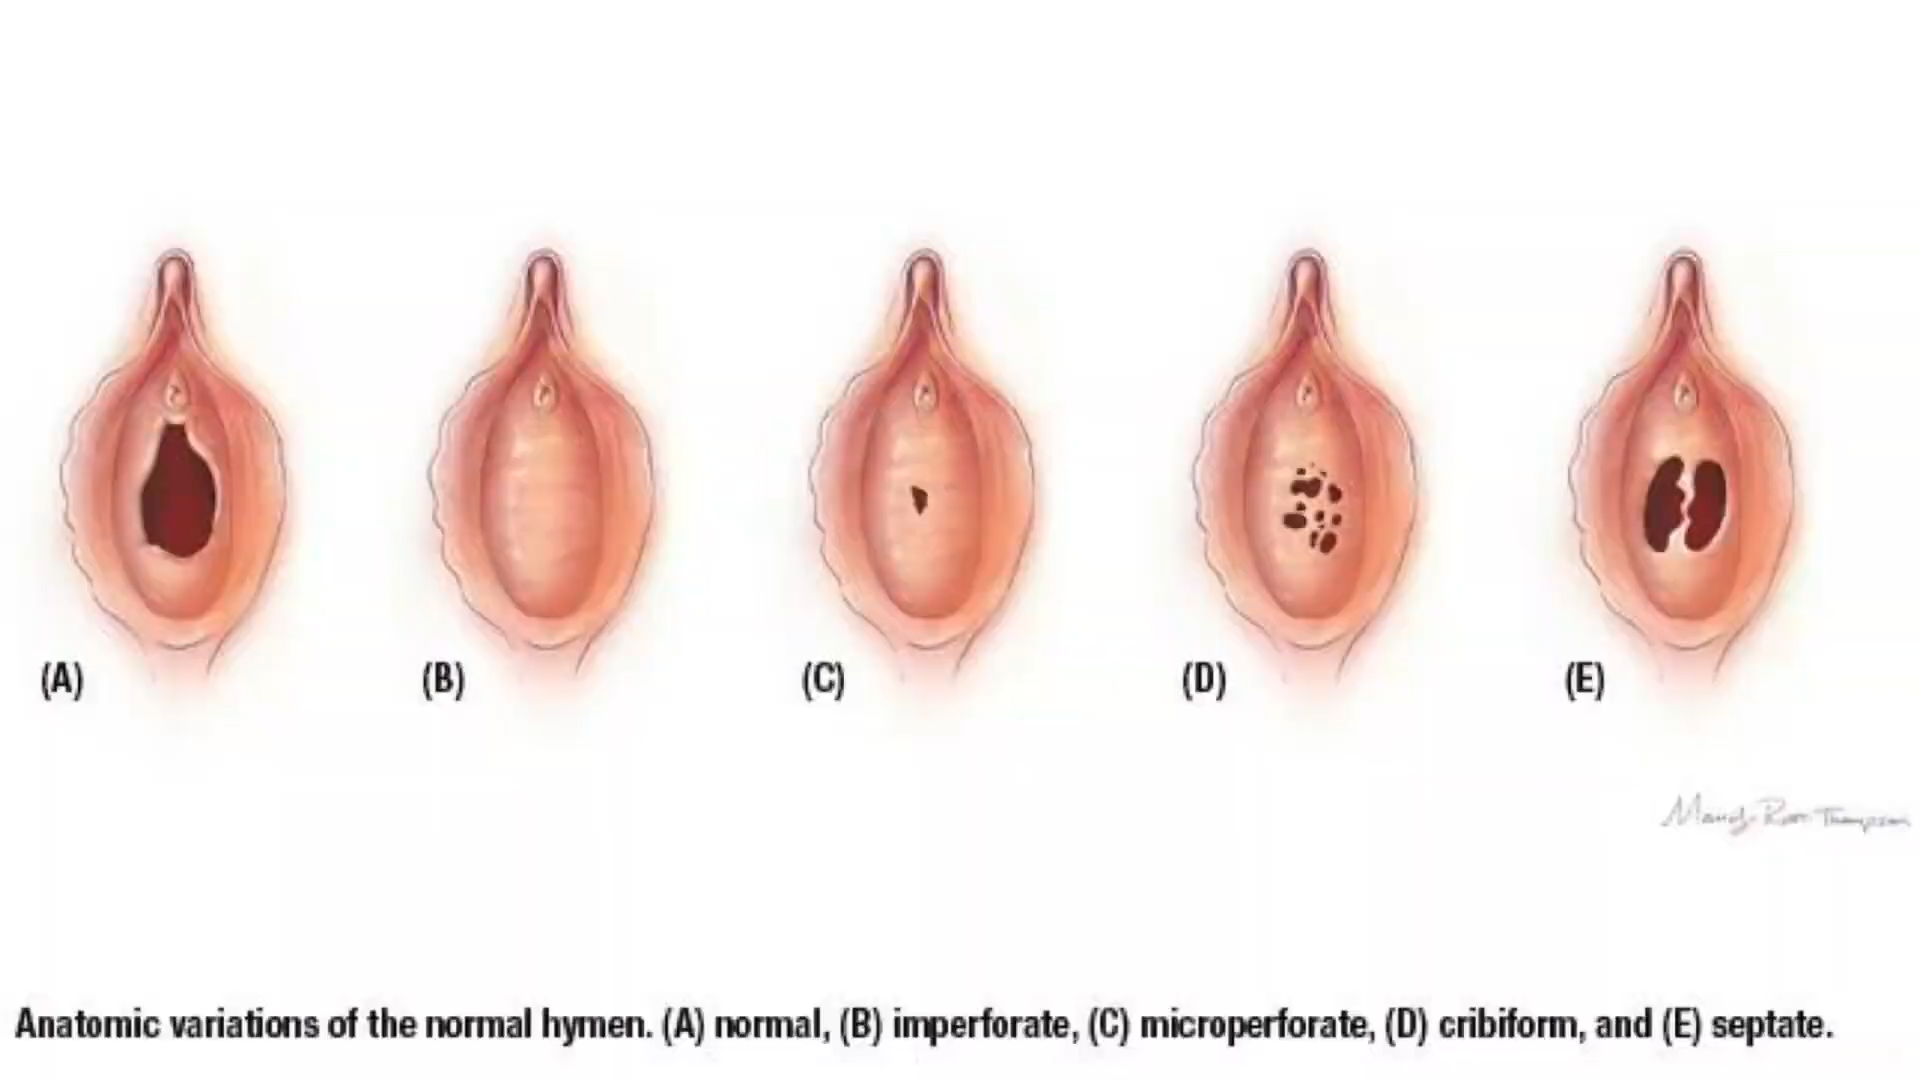 (A)
(B)
(C)
(D)
(E)
Anatomic variations of the normal hymen. (A) normal, (B) imperforate, (C) microperforate, (D) cribiform, and (E) septate.